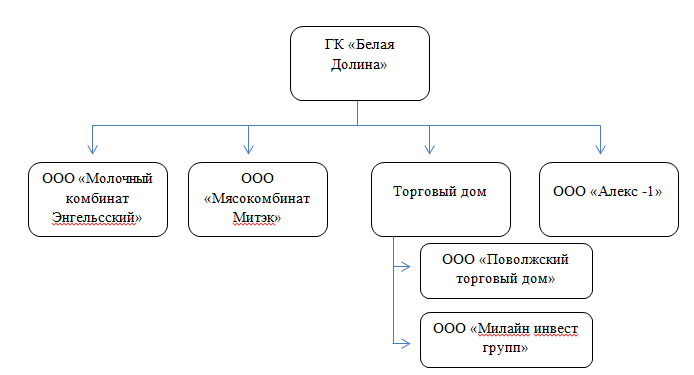 ГК «Белая
Долина»
ООО «Молочный
комбинат
Энгельсский»
ООО
«Мясокомбинат
Митэк»
Торговый дом
ООО «Алекс -1»
ООО «Поволжский
торговый дом»
ООО «Милайн инвест
групп»